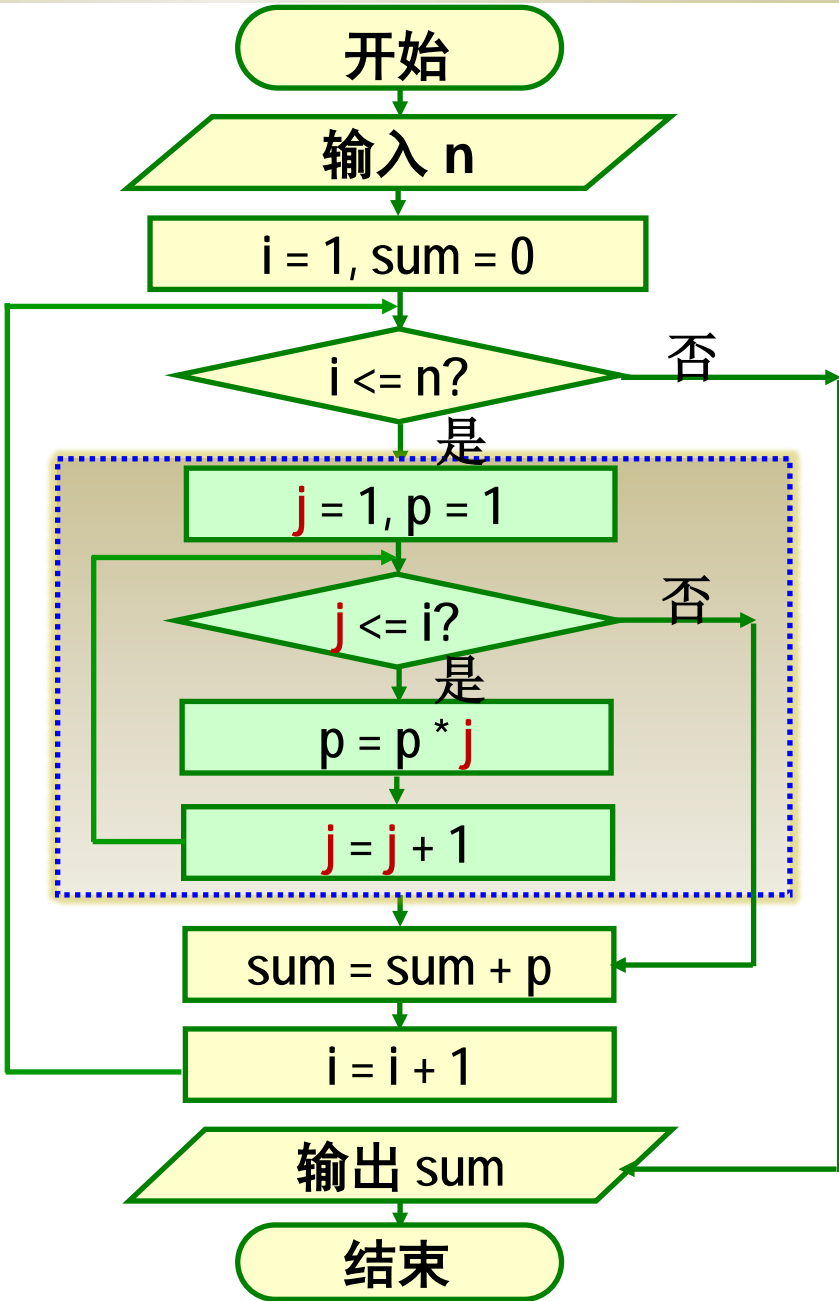 开始
输入 n
i = 1, sum = 0
i <= n?
否
是
j = 1, p = 1
j <= i?
否
是
p = p * j
j = j + 1
sum = sum + p
i = i + 1
输出 sum
结束